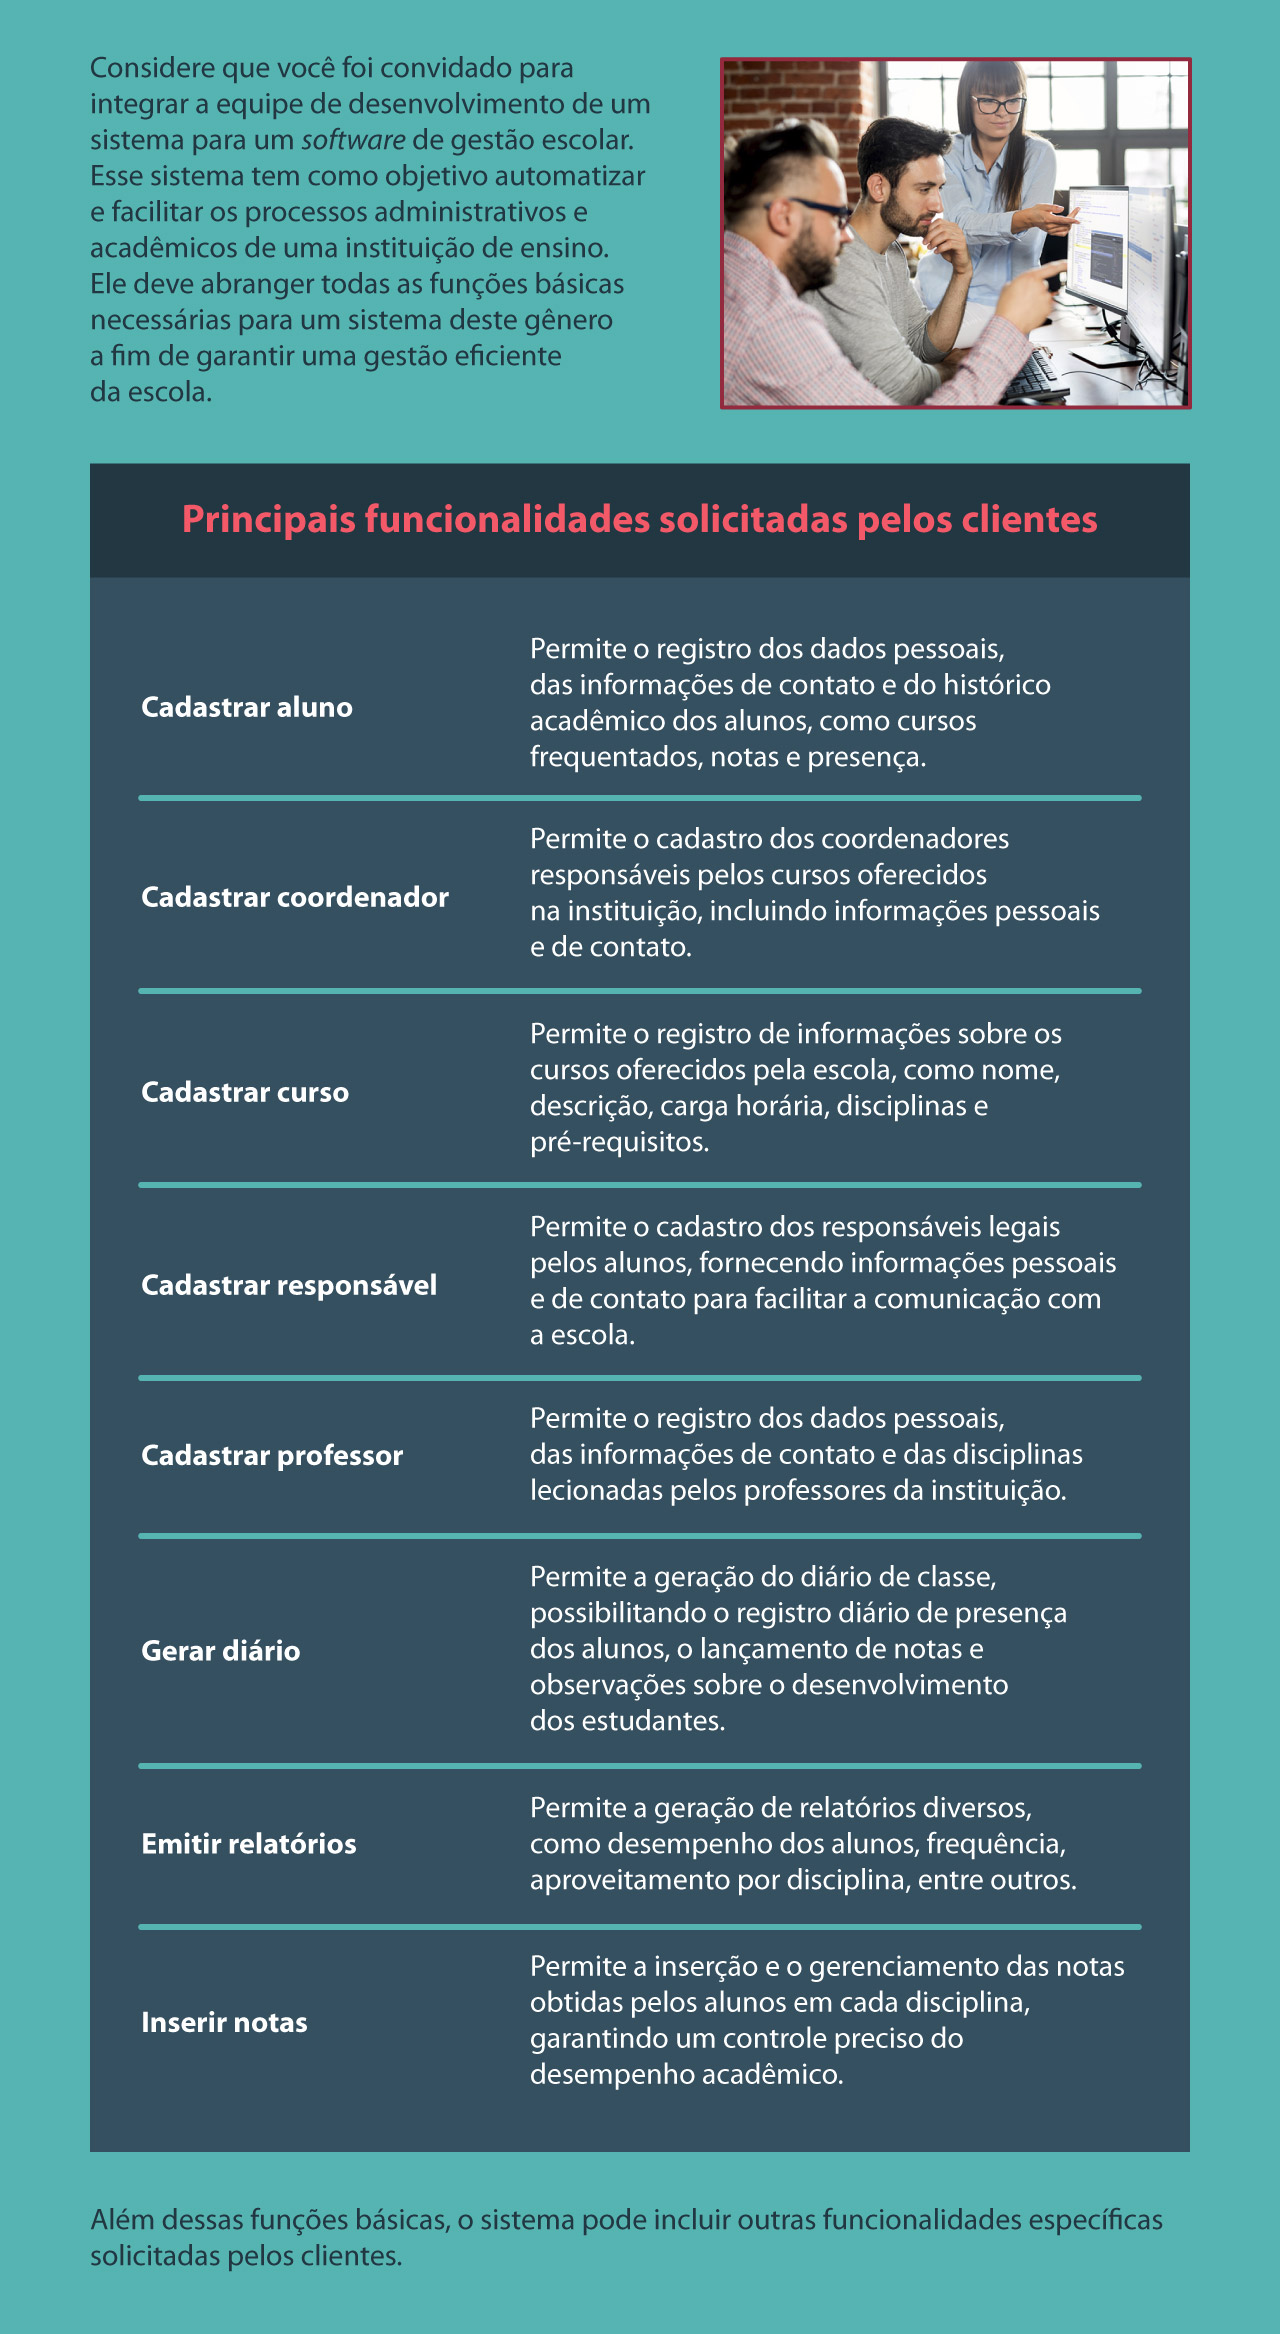 Considere que você foi convidado para
integrar a equipe de desenvolvimento de um
sistema para um software de gestão escolar.
Esse sistema tem como objetivo automatizar
e facilitar os processos administrativos e
acadêmicos de uma instituição de ensino.
Ele deve abranger todas as funções básicas
necessárias para um sistema deste gênero
a fim de garantir uma gestão eficiente
da escola.
Principais funcionalidades solicitadas pelos clientes
Cadastrar aluno
Permite o registro dos dados pessoais,
das informações de contato e do histórico
acadêmico dos alunos, como cursos
frequentados, notas e presença.
Cadastrar coordenador
Permite o cadastro dos coordenadores
responsáveis pelos cursos oferecidos
na instituição, incluindo informações pessoais
e de contato.
Cadastrar curso
Permite o registro de informações sobre os
cursos oferecidos pela escola, como nome,
descrição, carga horária, disciplinas e
pré-requisitos.
Cadastrar responsável
Permite o cadastro dos responsáveis legais
pelos alunos, fornecendo informações pessoais
e de contato para facilitar a comunicação com
a escola.
Cadastrar professor
Permite o registro dos dados pessoais,
das informações de contato e das disciplinas
lecionadas pelos professores da instituição.
Gerar diário
Permite a geração do diário de classe,
possibilitando o registro diário de presença
dos alunos, o lançamento de notas e
observações sobre o desenvolvimento
dos estudantes.
Emitir relatórios
Permite a geração de relatórios diversos,
como desempenho dos alunos, frequência,
aproveitamento por disciplina, entre outros.
Inserir notas
Permite a inserção e o gerenciamento das notas
obtidas pelos alunos em cada disciplina,
garantindo um controle preciso do
desempenho acadêmico.
Além dessas funções básicas, o sistema pode incluir outras funcionalidades específicas
solicitadas pelos clientes.